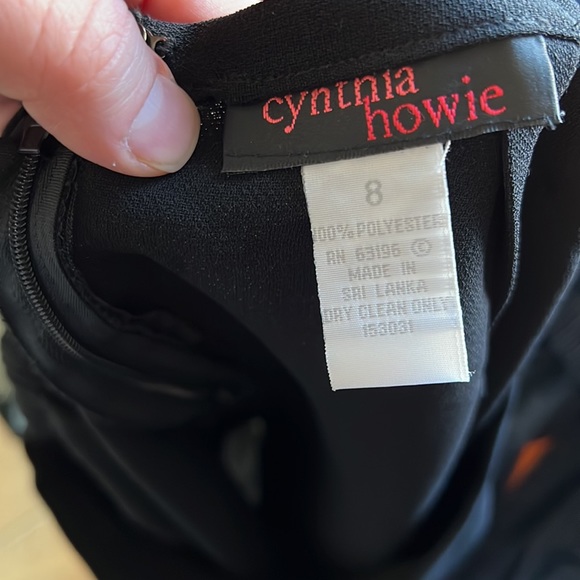 cynthia
howie
8
100% POLYESTER
RN 63196 ©
MADE IN
SRI LANKA
DRY CLEAN ONLY
153031